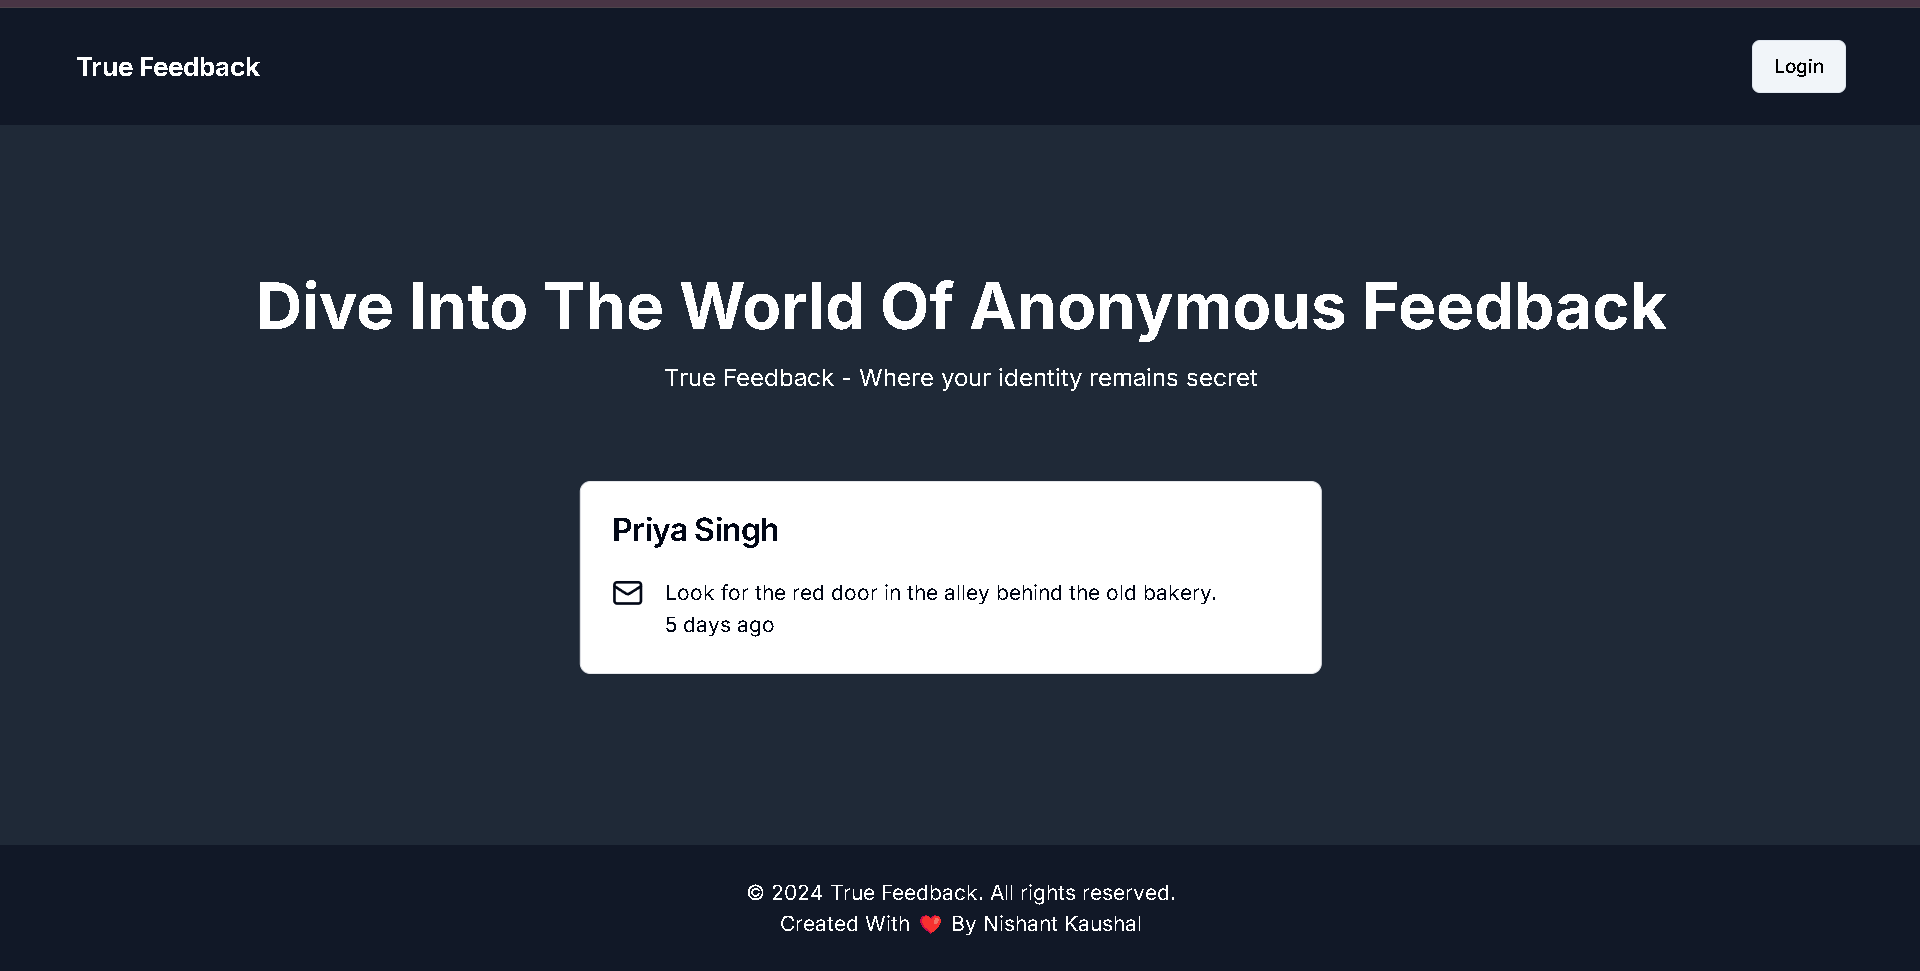 True Feedback
Login
Dive Into The World Of Anonymous Feedback
True Feedback - Where your identity remains secret
Priya Singh
Look for the red door in the alley behind the old bakery.
5 days ago
© 2024 True Feedback. All rights reserved.
Created With ❤️ By Nishant Kaushal